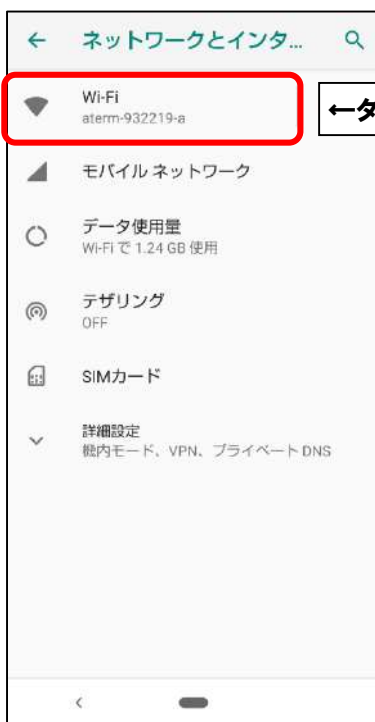 ネットワークとインタ...
Wi-Fi
aterm-932219-a
←タ
モバイル ネットワーク
データ使用量
Wi-Fi で 1.24 GB 使用
テザリング
OFF
SIMカード
詳細設定
機内モード、VPN、プライベート DNS